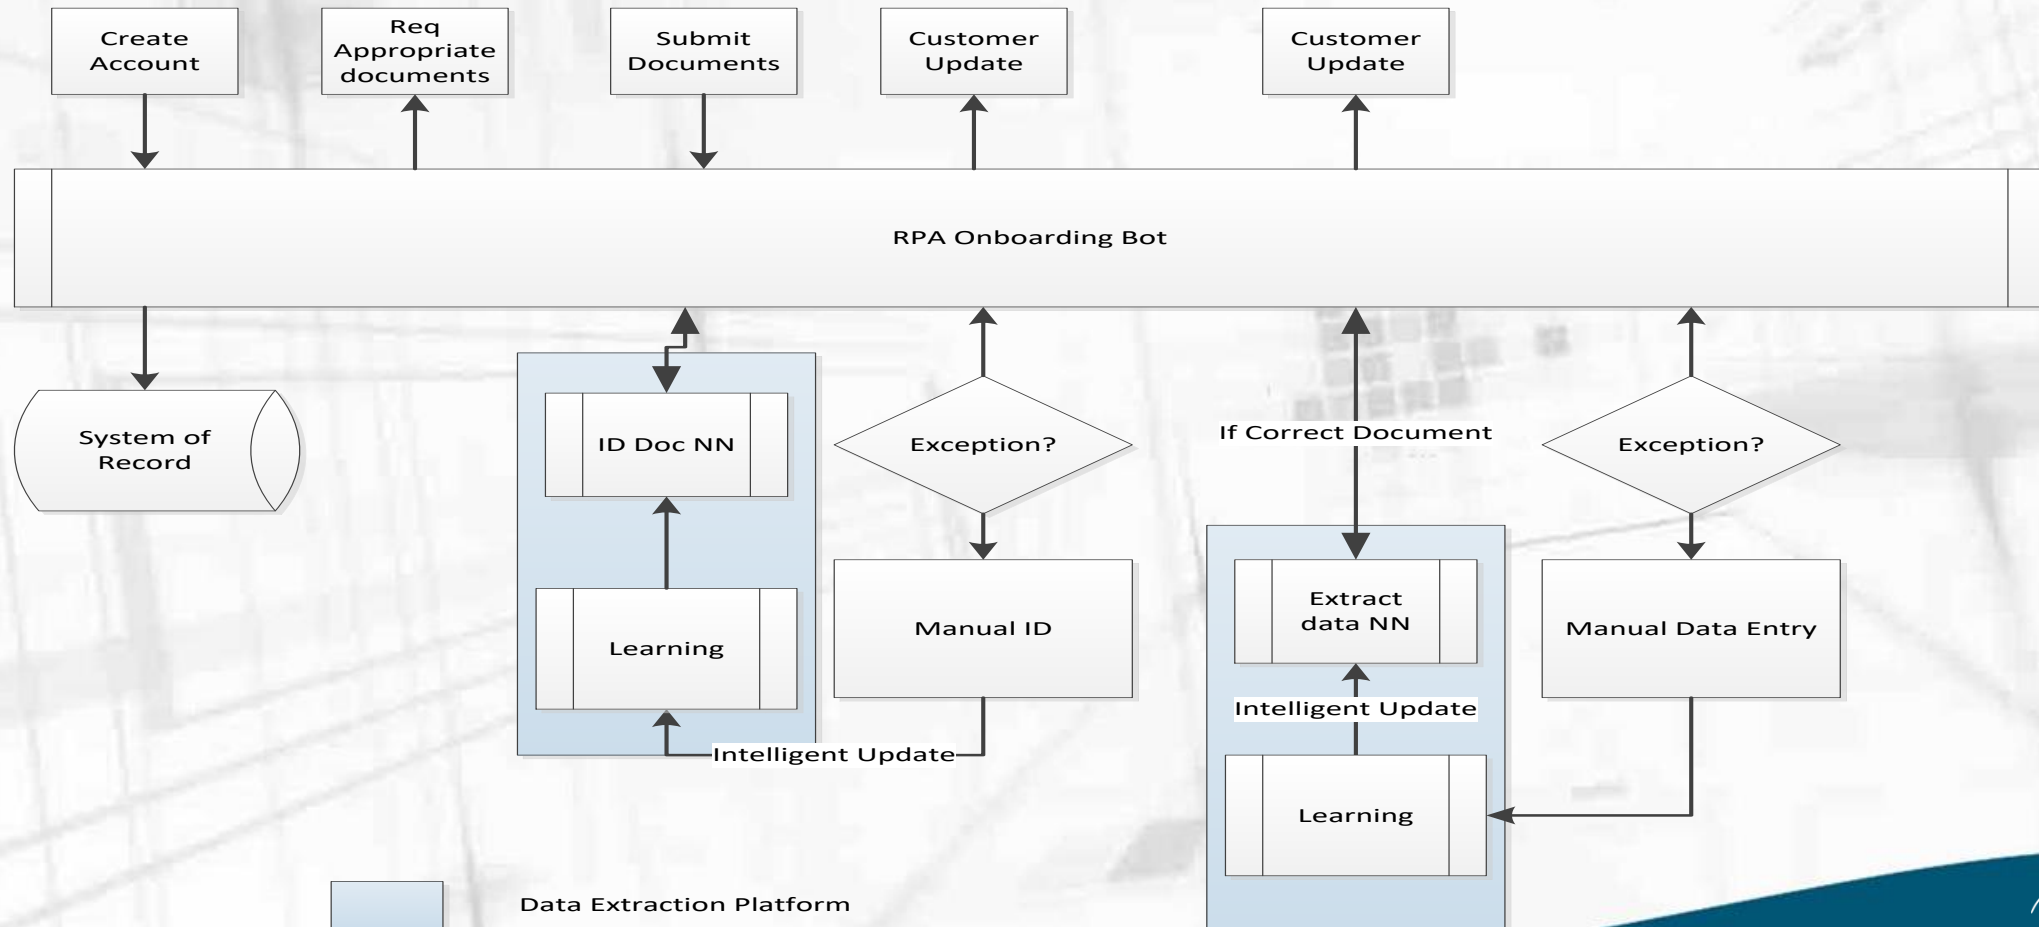 Create
Account
Req
Appropriate
documents
Submit
Documents
Customer
Update
Customer
Update
RPA Onboarding Bot
System of
Record
ID Doc NN
Exception?
If Correct Document
Exception?
Extract
data NN
Learning
Manual ID
Manual Data Entry
Intelligent Update
Intelligent Update
Learning
Data Extraction Platform